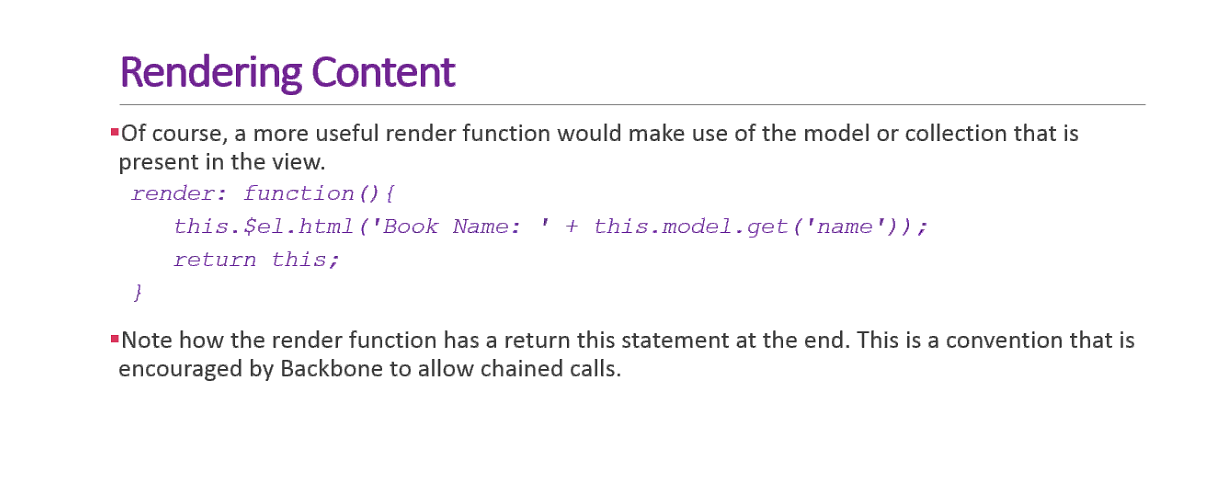 Rendering Content
▪Of course, a more useful render function would make use of the model or collection that is
present in the view.
render: function(){
this.$el.html('Book Name: ' + this.model.get('name'));
return this;
}
▪Note how the render function has a return this statement at the end. This is a convention that is
encouraged by Backbone to allow chained calls.